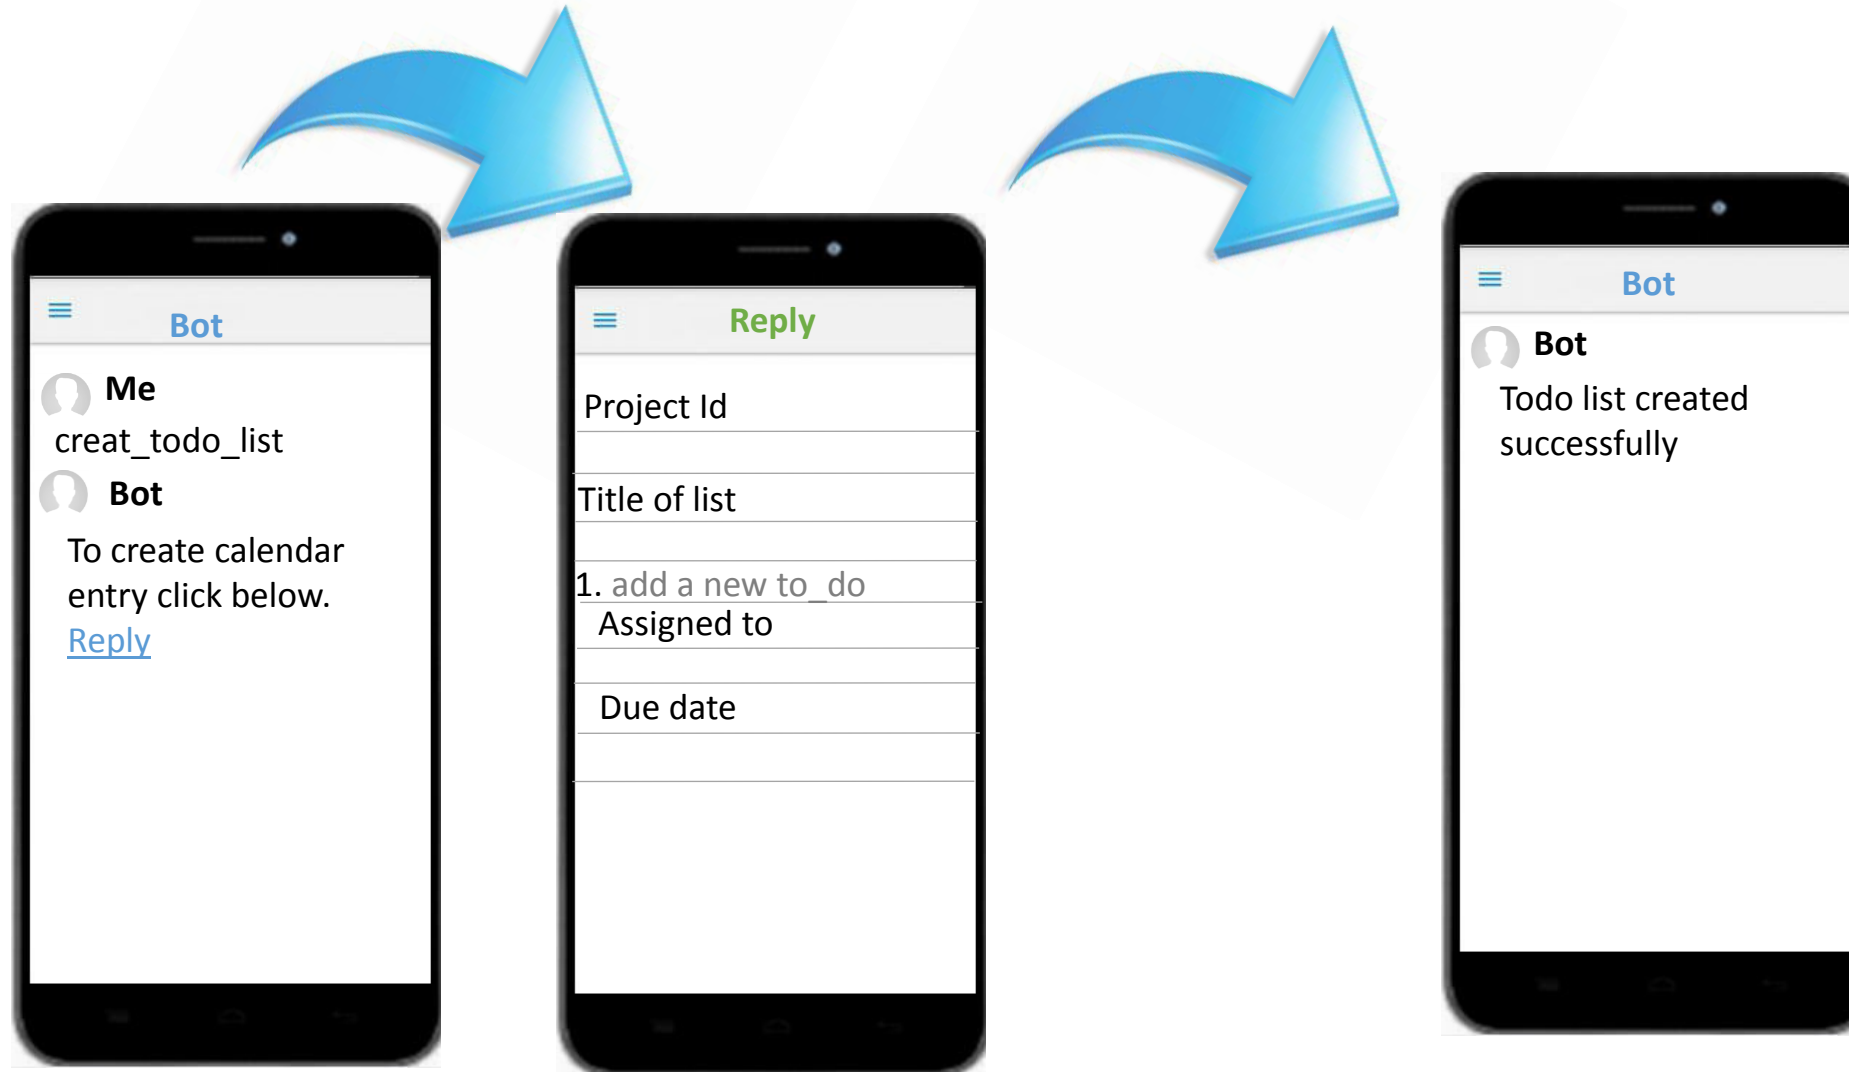 Bot
Me
creat_todo_list
Bot
To create calendar
entry click below.
Reply
Reply
Project Id
Title of list
1. add a new to_do
Assigned to
Due date
Bot
Bot
Todo list created
successfully